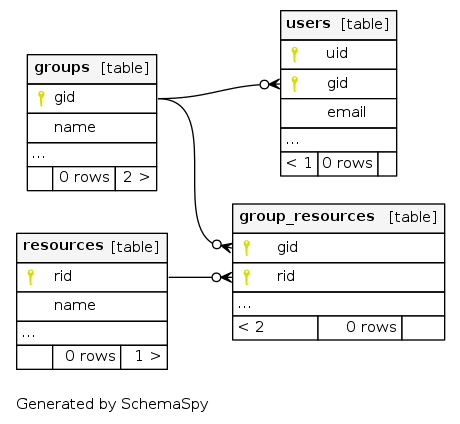 users [table]
uid
gid
email
...
< 1 0 rows
groups [table]
gid
name
...
0 rows 2 >
group_resources [table]
gid
rid
...
< 2 0 rows
resources [table]
rid
name
...
0 rows 1 >
Generated by SchemaSpy